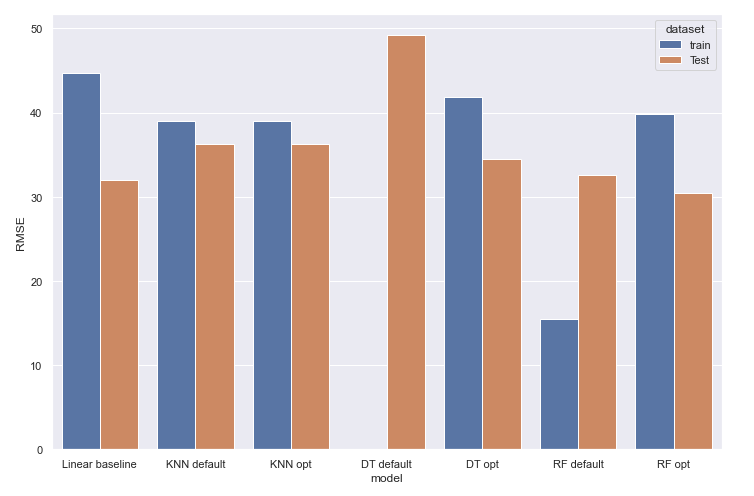 dataset
train
Test
50
40
30
20
10
0
RMSE
Linear baseline
KNN default
KNN opt
DT default
DT opt
RF default
RF opt
model